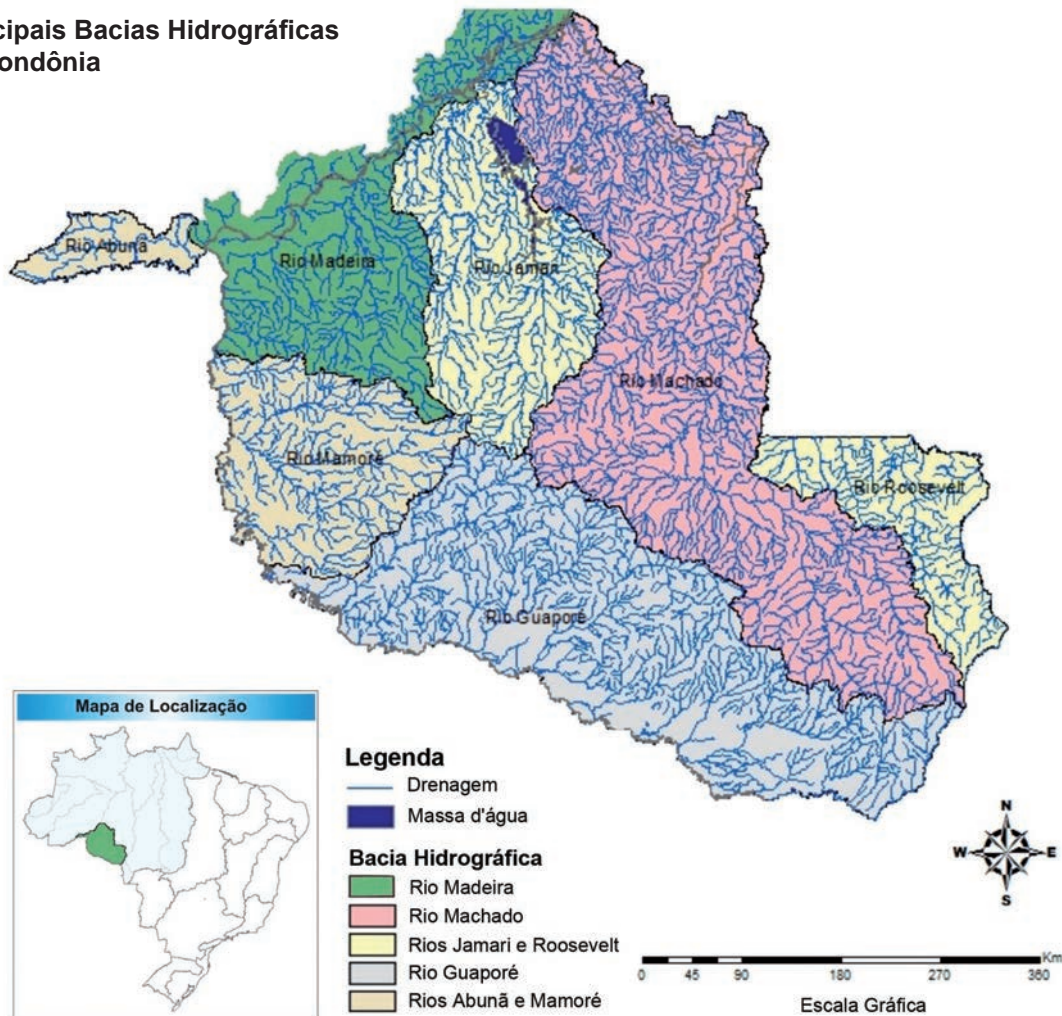 cipais Bacias Hidrográficas
ondônia
Rio Abunã
Rio Madeira
Rio Jamari
Rio Machado
Rio Mamoré
Rio Roosevelt
Rio Guaporé
Mapa de Localização
Legenda
Drenagem
Massa d'água
Bacia Hidrográfica
Rio Madeira
Rio Machado
Rios Jamari e Roosevelt
Rio Guaporé
Rios Abunã e Mamoré
N
W E
S
Km
0 45 90 180 270 360
Escala Gráfica